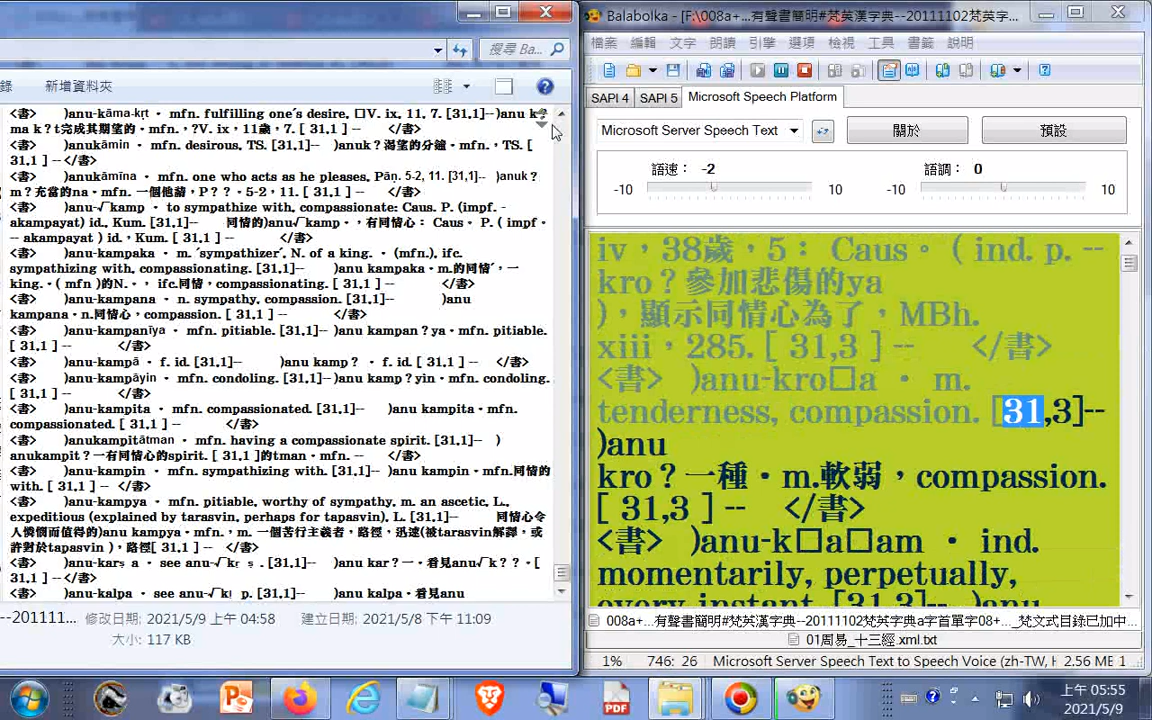 搜尋 Ba...
錄 新增資料夾
<書> )anu-kāma-kṛt・mfn. fulfilling one´s desire, □V. ix, 11, 7. [31,1]-- )anu k?
ma k？t完成其期望的・mfn.，?V. ix，11歲，7. [ 31,1 ] -- </書>
<書> )anukāmin・mfn. desirous, TS. [31,1]-- )anuk？渴望的分鐘・mfn.，TS. [
31,1 ] -- </書>
<書> )anukāmīna・mfn. one who acts as he pleases, Pāṇ. 5-2, 11. [31,1]-- )anuk？
m？充當的na・mfn. 一個他請，P？？・5-2，11. [ 31,1 ] -- </書>
<書> )anu-√kamp・to sympathize with, compassionate: Caus. P. (impf. -
akampayat) id., Kum. [31,1]-- 同情的)anu√kamp・，有同情心： Caus。 P. ( impf。
-- akampayat ) id., Kum. [ 31,1 ] -- </書>
<書> )anu-kampaka・m. ´sympathizer´, N. of a king.・(mfn.), ifc.
sympathizing with, compassionating. [31,1]-- )anu kampaka・m.的同情´，一
king.・( mfn )的N.・， ifc.同情，compassionating. [ 31,1 ] -- </書>
<書> )anu-kampana・n. sympathy, compassion. [31,1]-- )anu
kampana・n.同情心，compassion. [ 31,1 ] -- </書>
<書> )anu-kampanīya・mfn. pitiable. [31,1]-- )anu kampan？ya・mfn. pitiable.
[ 31,1 ] -- </書>
<書> )anu-kampā・f. id. [31,1]-- )anu kamp？・f. id. [ 31,1 ] -- </書>
<書> )anu-kampāyin・mfn. condoling. [31,1]-- )anu kamp？yin・mfn. condoling.
[ 31,1 ] -- </書>
<書> )anu-kampita・mfn. compassionated. [31,1]-- )anu kampita・mfn.
compassionated. [ 31,1 ] -- </書>
<書> )anukampitātman・mfn. having a compassionate spirit. [31,1]-- )
anukampit？一有同情心的spirit. [ 31,1 ]的tman・mfn.・ </書>
<書> )anu-kampin・mfn. sympathizing with. [31,1]-- )anu kampin・mfn.同情的
with. [ 31,1 ] -- </書>
<書> )anu-kampya・mfn. pitiable, worthy of sympathy, m. an ascetic, L.,
expeditious (explained by tarasvin, perhaps for tapasvin), L. [31,1]-- 同情心令
人憐憫而值得的)anu kampya・mfn.，m. 一個苦行主義者，路徑，迅速(被tarasvin解譯，或
許對於tapasvin )，路徑[ 31,1 ] -- </書>
<書> )anu-karṣ a・see anu-√kṛ ṣ . [31,1]-- )anu kar？一・看見anu√k？？・[
31,1 ] -- </書>
<書> )anu-kalpa・see anu-√kḷ p. [31,1]-- )anu kalpa・看見anu
--201111... 修改日期: 2021/5/9 上午 04:58 建立日期: 2021/5/8 下午 11:09
大小: 117 KB
Balabolka - [F:\008a+...有聲書簡明#梵英漢字典--20111102梵英字...
檔案 編輯 文字 朗讀 引擎 選項 檢視 工具 書籤 說明
SAPI 4 SAPI 5 Microsoft Speech Platform
Microsoft Server Speech Text 關於 預設
語速： -2 語調： 0
-10 10 -10 10
iv，38歲，5： Caus。 ( ind. p. --
kro？參加悲傷的ya
)，顯示同情心為了，MBh.
xiii，285. [ 31,3 ] -- </書>
<書> )anu-kro□a ・ m.
tenderness, compassion. [31,3]--
)anu
kro？一種・m.軟弱，compassion.
[ 31,3 ] -- </書>
<書> )anu-k□a□am ・ ind.
momentarily, perpetually,
every instant. [31,3]-- )anu
008a+...有聲書簡明#梵英漢字典--20111102梵英字典a字首單字08+..._梵文式目錄已加中...
01周易_十三經.xml.txt
1% 746: 26 Microsoft Server Speech Text to Speech Voice (zh-TW, H 2.56 MB 1
上午 05:55
2021/5/9